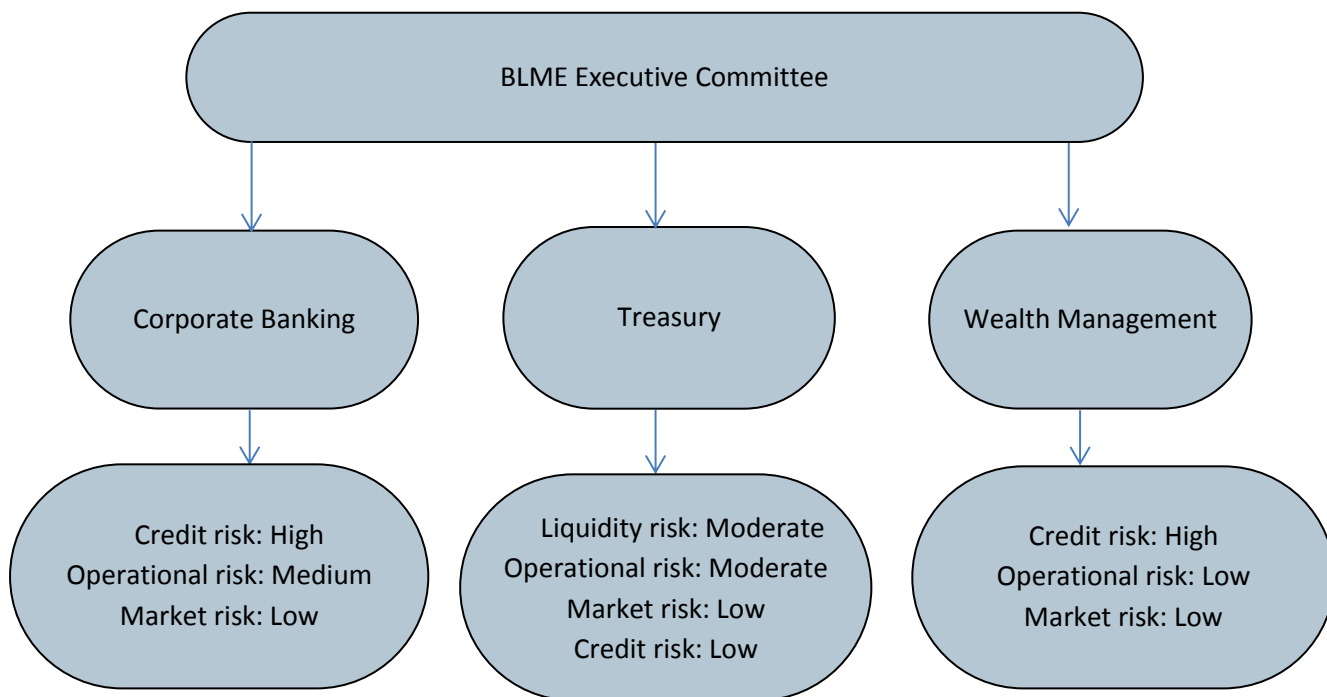 BLME Executive Committee
Corporate Banking
Treasury
Wealth Management
Credit risk: High
Operational risk: Medium
Market risk: Low
Liquidity risk: Moderate
Operational risk: Moderate
Market risk: Low
Credit risk: Low
Credit risk: High
Operational risk: Low
Market risk: Low